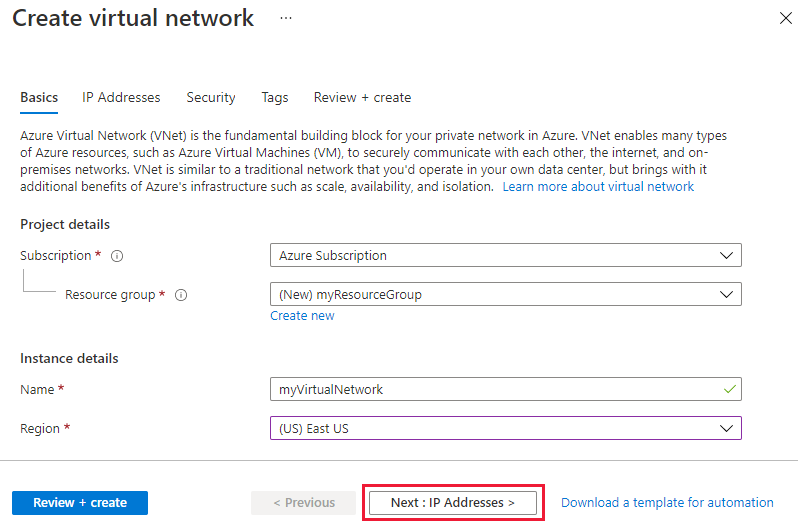 Create virtual network ...
Basics IP Addresses Security Tags Review + create
Azure Virtual Network (VNet) is the fundamental building block for your private network in Azure. VNet enables many types
of Azure resources, such as Azure Virtual Machines (VM), to securely communicate with each other, the internet, and on-
premises networks. VNet is similar to a traditional network that you'd operate in your own data center, but brings with it
additional benefits of Azure's infrastructure such as scale, availability, and isolation. Learn more about virtual network
Project details
Subscription * Azure Subscription
Resource group * (New) myResourceGroup
Create new
Instance details
Name * myVirtualNetwork
Region * (US) East US
Review + create < Previous Next : IP Addresses > Download a template for automation